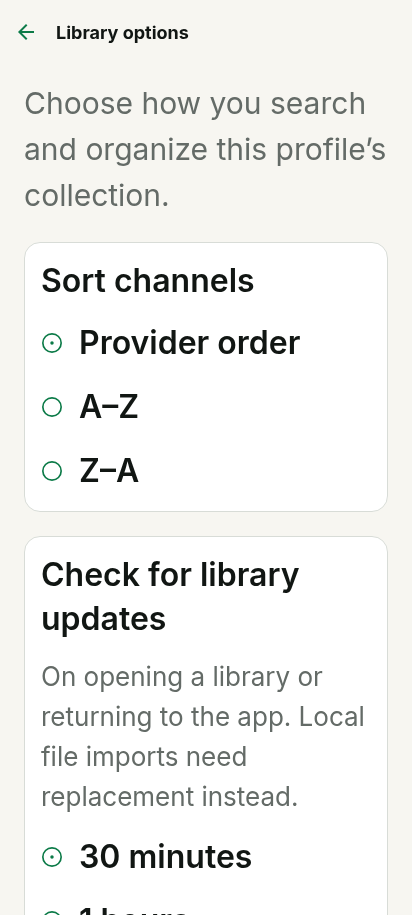 Library options
Choose how you search
and organize this profile’s
collection.
Sort channels
Provider order
A–Z
Z–A
Check for library
updates
On opening a library or
returning to the app. Local
file imports need
replacement instead.
30 minutes